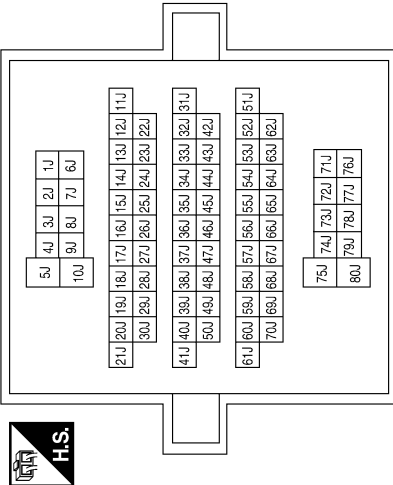 H.S.
5J 4J 3J 2J 1J
10J 9J 8J 7J 6J
21J 20J 19J 18J 17J 16J 15J 14J 13J 12J 11J
30J 29J 28J 27J 26J 25J 24J 23J 22J
41J 40J 39J 38J 37J 36J 35J 34J 33J 32J 31J
50J 49J 48J 47J 46J 45J 44J 43J 42J
61J 60J 59J 58J 57J 56J 55J 54J 53J 52J 51J
70J 69J 68J 67J 66J 65J 64J 63J 62J
75J 74J 73J 72J 71J
80J 79J 78J 77J 76J